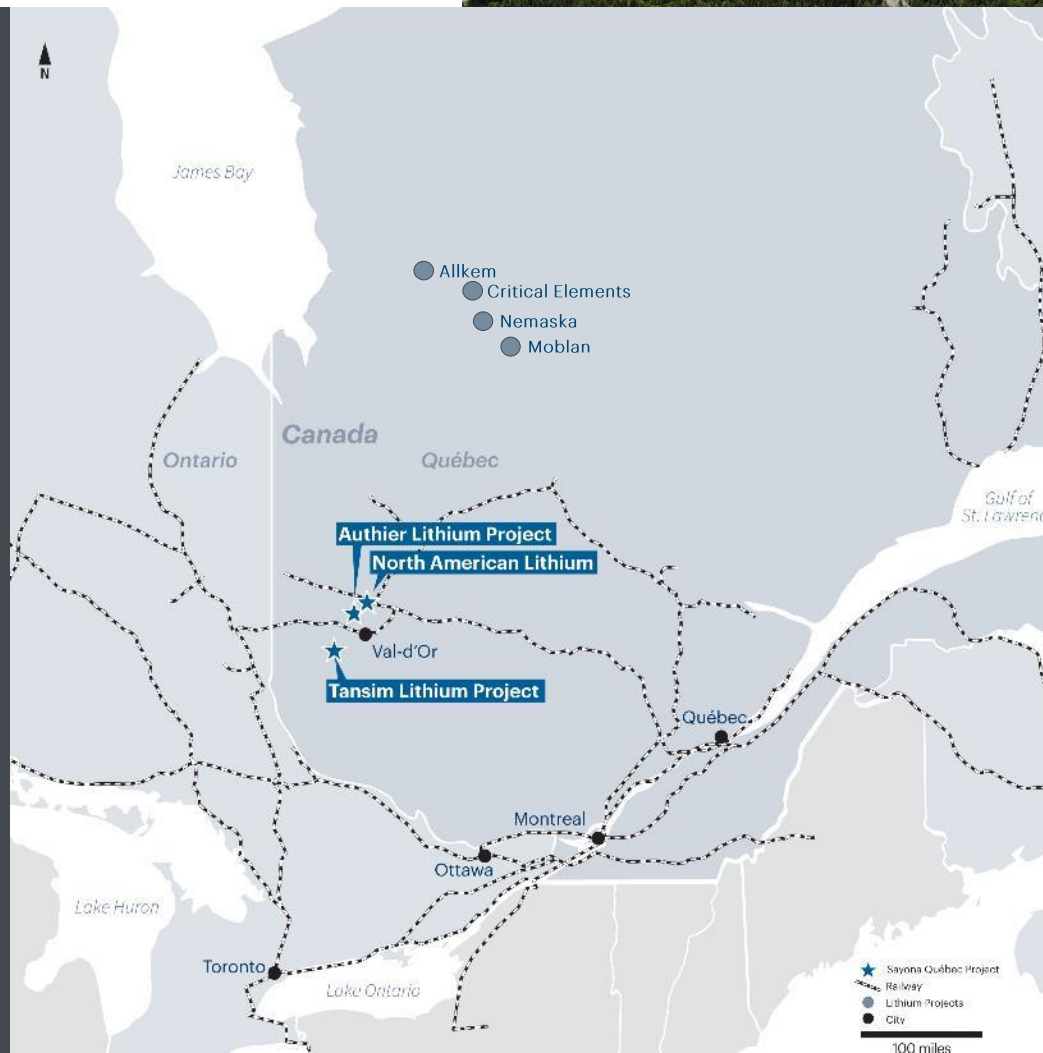 N
James Bay
Allkem
Critical Elements
Nemaska
Moblan
Canada
Ontario
Québec
Gulf of
St. Lawrenc
Authier Lithium Project
North American Lithium
Val-d'Or
Tansim Lithium Project
Québec
Montreal
Ottawa
Lake Huron
Toronto
Lake Ontario
Sayona Québec Project
Railway
Lithium Projects
City
100 miles